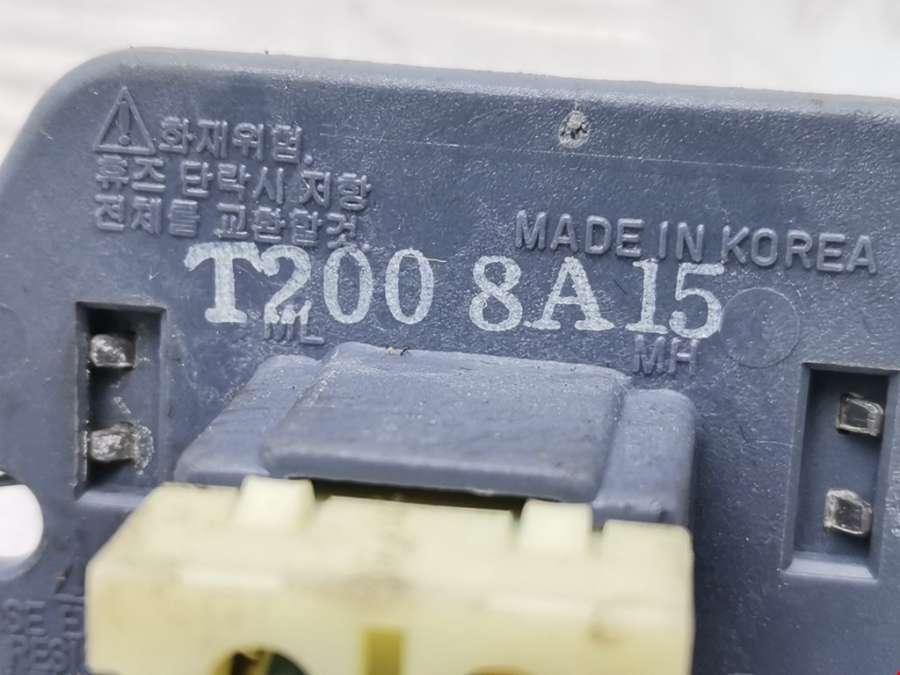 화재위험.
휴즈 단락시 저항
전체를 교환할것.
MADE IN KOREA
T200 8A15
ML
MH